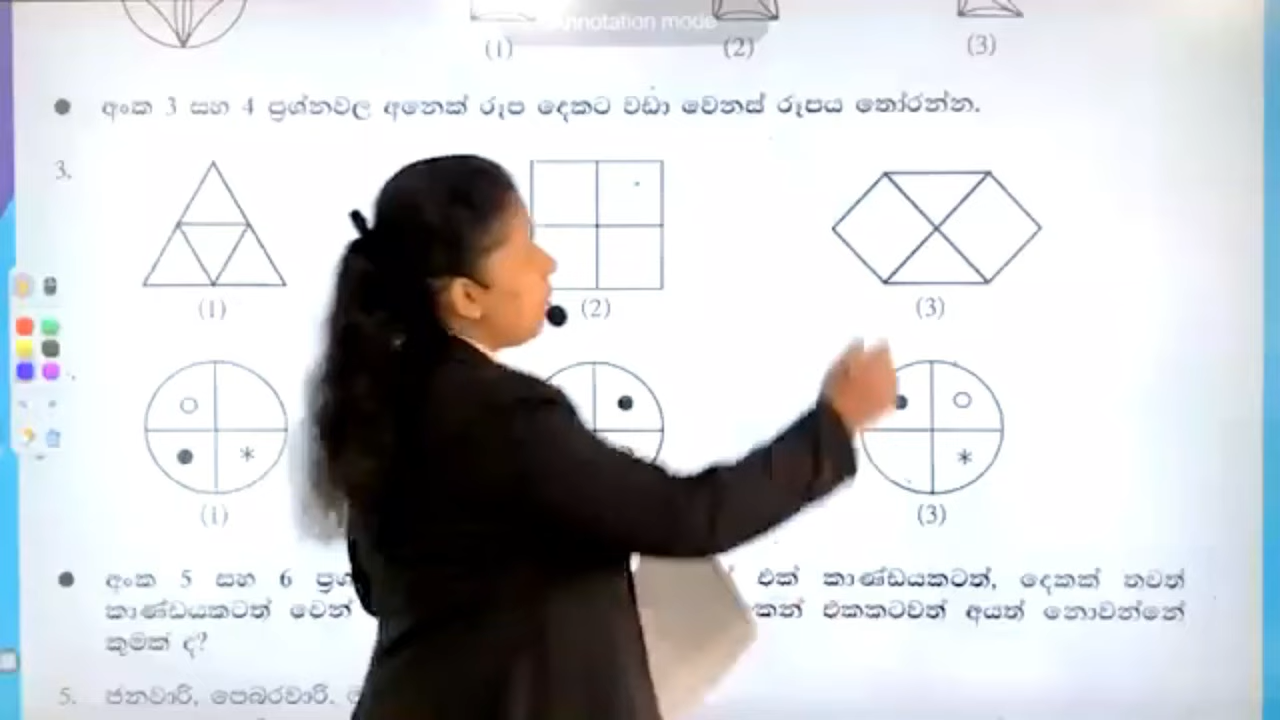 Annotation mode
(1) (2) (3)
● අංක 3 සහ 4 ප්‍රශ්නවල අනෙක් රූප දෙකට වඩා වෙනස් රූපය තෝරන්න.
3.
(1) (2) (3)
(1) (3)
● අංක 5 සහ 6 එක් කාණ්ඩයකටත්, දෙකක් තවත්
කාණ්ඩයකටත් වෙන් එකකටවත් අයත් නොවන්නේ
කුමක් ද?
5. ජනවාරි, පෙබරවාරි,